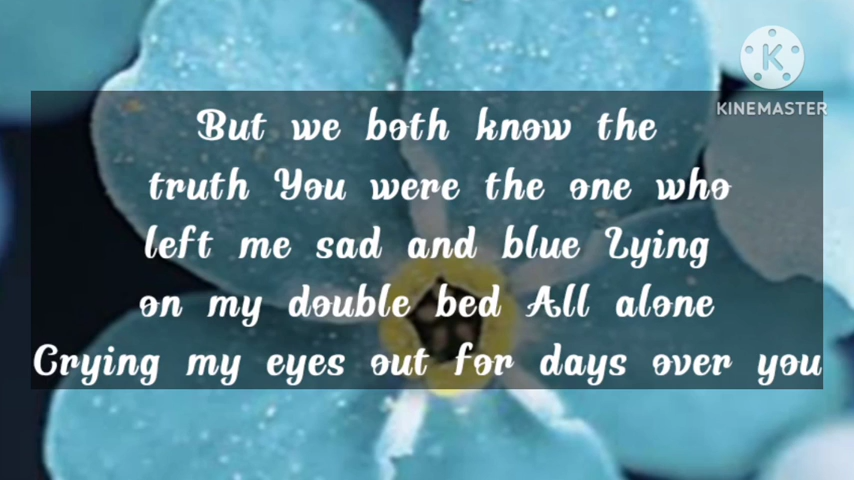 KINEMASTER
But we both know the
truth You were the one who
left me sad and blue Lying
on my double bed All alone
Crying my eyes out for days over you